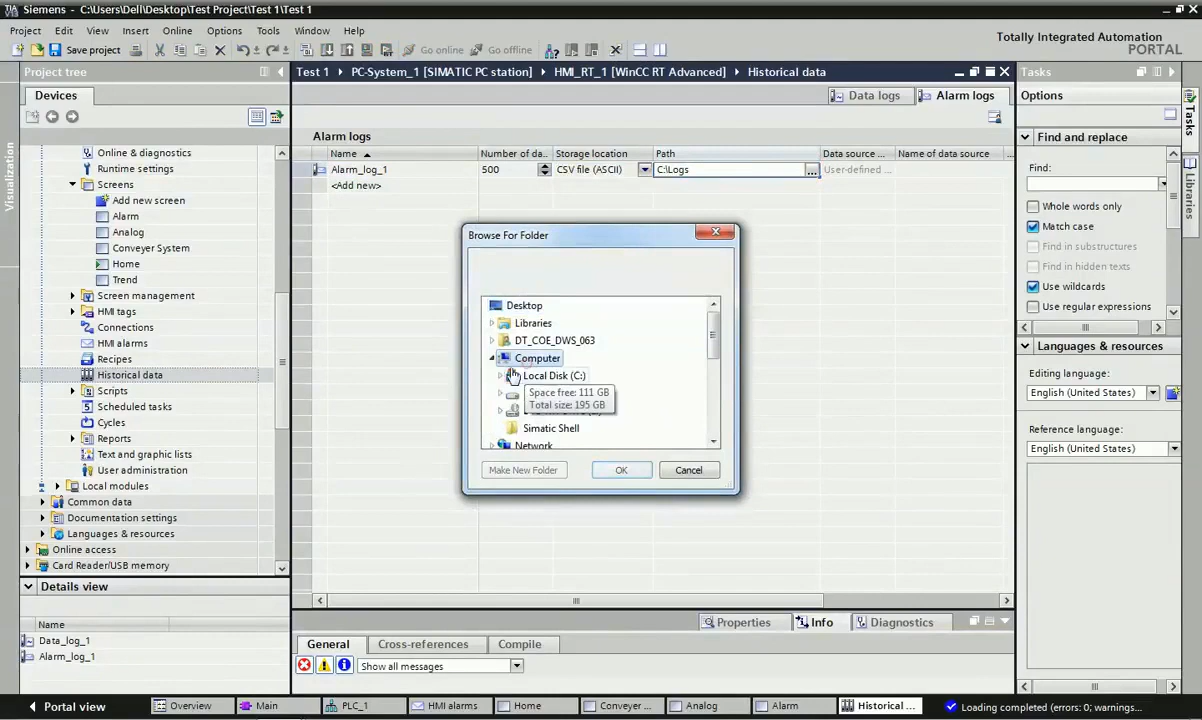 Siemens - C:\Users\Dell\Desktop\Test Project\Test 1\Test 1
Project Edit View Insert Online Options Tools Window Help
Totally Integrated Automation
PORTAL
Save project
Go online
Go offline
Project tree
Test 1 PC-System_1 [SIMATIC PC station] HMI_RT_1 [WinCC RT Advanced] Historical data
Tasks
Devices
Data logs
Alarm logs
Options
Visualization
Tasks
Libraries
Online & diagnostics
Runtime settings
Screens
Add new screen
Alarm
Analog
Conveyer System
Home
Trend
Screen management
HMI tags
Connections
HMI alarms
Recipes
Historical data
Scripts
Scheduled tasks
Cycles
Reports
Text and graphic lists
User administration
Local modules
Common data
Documentation settings
Languages & resources
Online access
Card Reader/USB memory
Details view
Name
Data_log_1
Alarm_log_1
Alarm logs
Name Number of da... Storage location Path Data source ... Name of data source
Alarm_log_1 500 CSV file (ASCII) C:\Logs ... User-defined ...
<Add new>
Browse For Folder
Desktop
Libraries
DT_COE_DWS_063
Computer
Local Disk (C:)
Space free: 111 GB
Total size: 195 GB
Simatic Shell
Network
Make New Folder
OK
Cancel
Find and replace
Find:
Whole words only
Match case
Find in substructures
Find in hidden texts
Use wildcards
Use regular expressions
Languages & resources
Editing language:
English (United States)
Reference language:
English (United States)
Properties
Info
Diagnostics
General
Cross-references
Compile
Show all messages
Portal view
Overview
Main
PLC_1
HMI alarms
Home
Conveyer ...
Analog
Alarm
Historical ...
Loading completed (errors: 0; warnings...